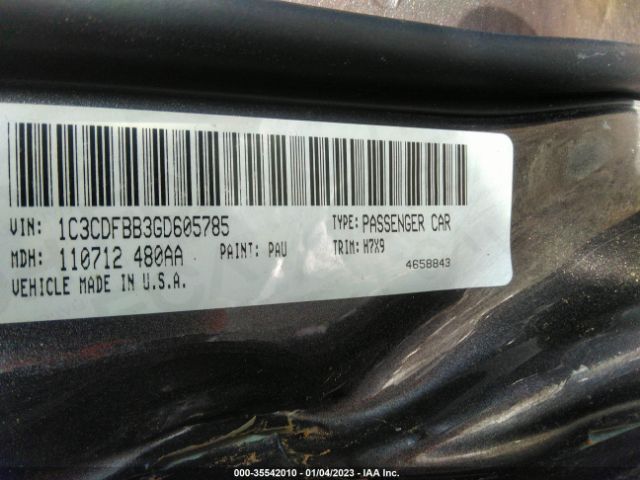 VIN: 1C3CDFBB3GD605785 TYPE: PASSENGER CAR
MDH: 110712 480AA PAINT: PAU TRIM: H7X9
VEHICLE MADE IN U.S.A. 4658843
000-35542010 - 01/04/2023 - IAA Inc.